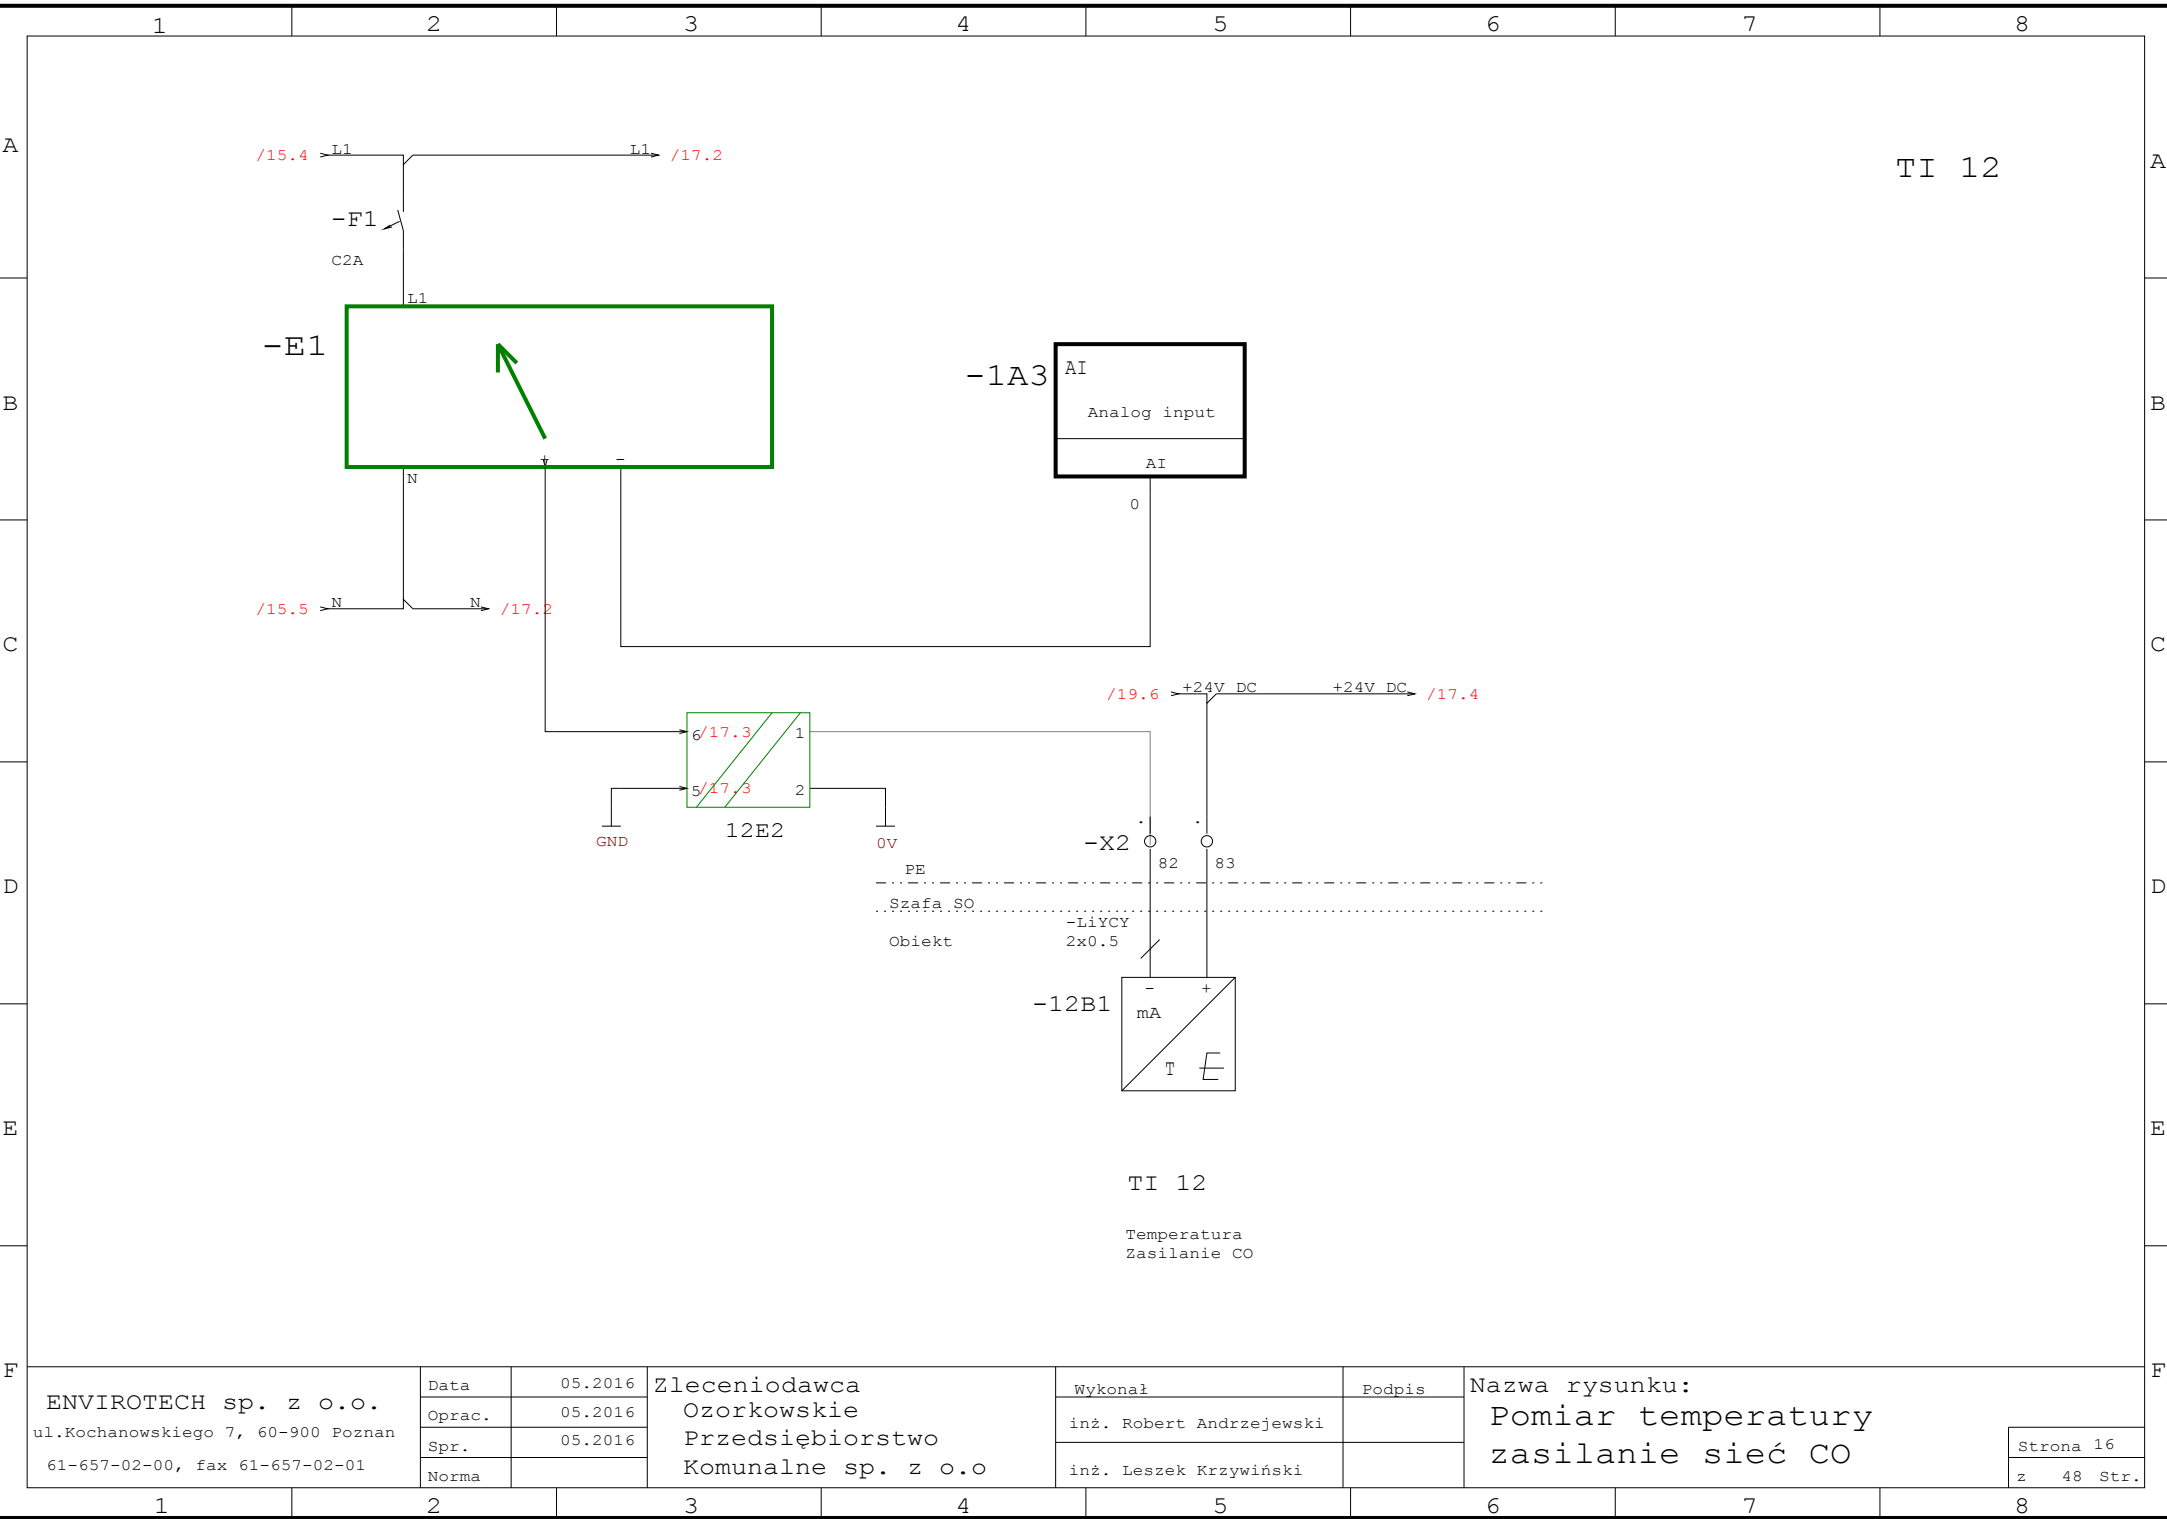 1 2 3 4 5 6 7 8
A A
/15.4 L1 L1 /17.2
TI 12
-F1
C2A
L1
-E1
-1A3 AI
Analog input
AI
B B
+ -
N
0
/15.5 N N /17.2
C C
/19.6 +24V DC +24V DC /17.4
6 /17.3 1
5 /17.3 2
12E2
GND
0V
-X2
82 83
PE
D D
Szafa SO
-LiYCY
2x0.5
Obiekt
- +
-12B1
mA
T
E E
TI 12
Temperatura
Zasilanie CO
F F
ENVIROTECH sp. z o.o.
ul.Kochanowskiego 7, 60-900 Poznan
61-657-02-00, fax 61-657-02-01
Data 05.2016
Oprac. 05.2016
Spr. 05.2016
Norma
Zleceniodawca
Ozorkowskie
Przedsiębiorstwo
Komunalne sp. z o.o
Wykonał Podpis
inż. Robert Andrzejewski
inż. Leszek Krzywiński
Nazwa rysunku:
Pomiar temperatury
zasilanie sieć CO
Strona 16
z 48 Str.
1 2 3 4 5 6 7 8